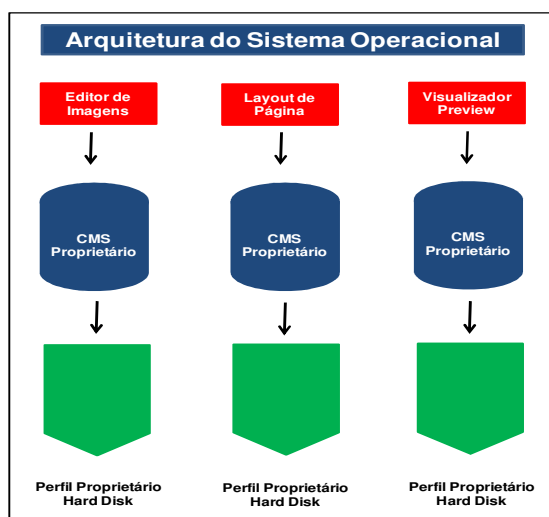 Arquitetura do Sistema Operacional
Editor de
Imagens
Layout de
Página
Visualizador
Preview
CMS
Proprietário
CMS
Proprietário
CMS
Proprietário
Perfil Proprietário
Hard Disk
Perfil Proprietário
Hard Disk
Perfil Proprietário
Hard Disk